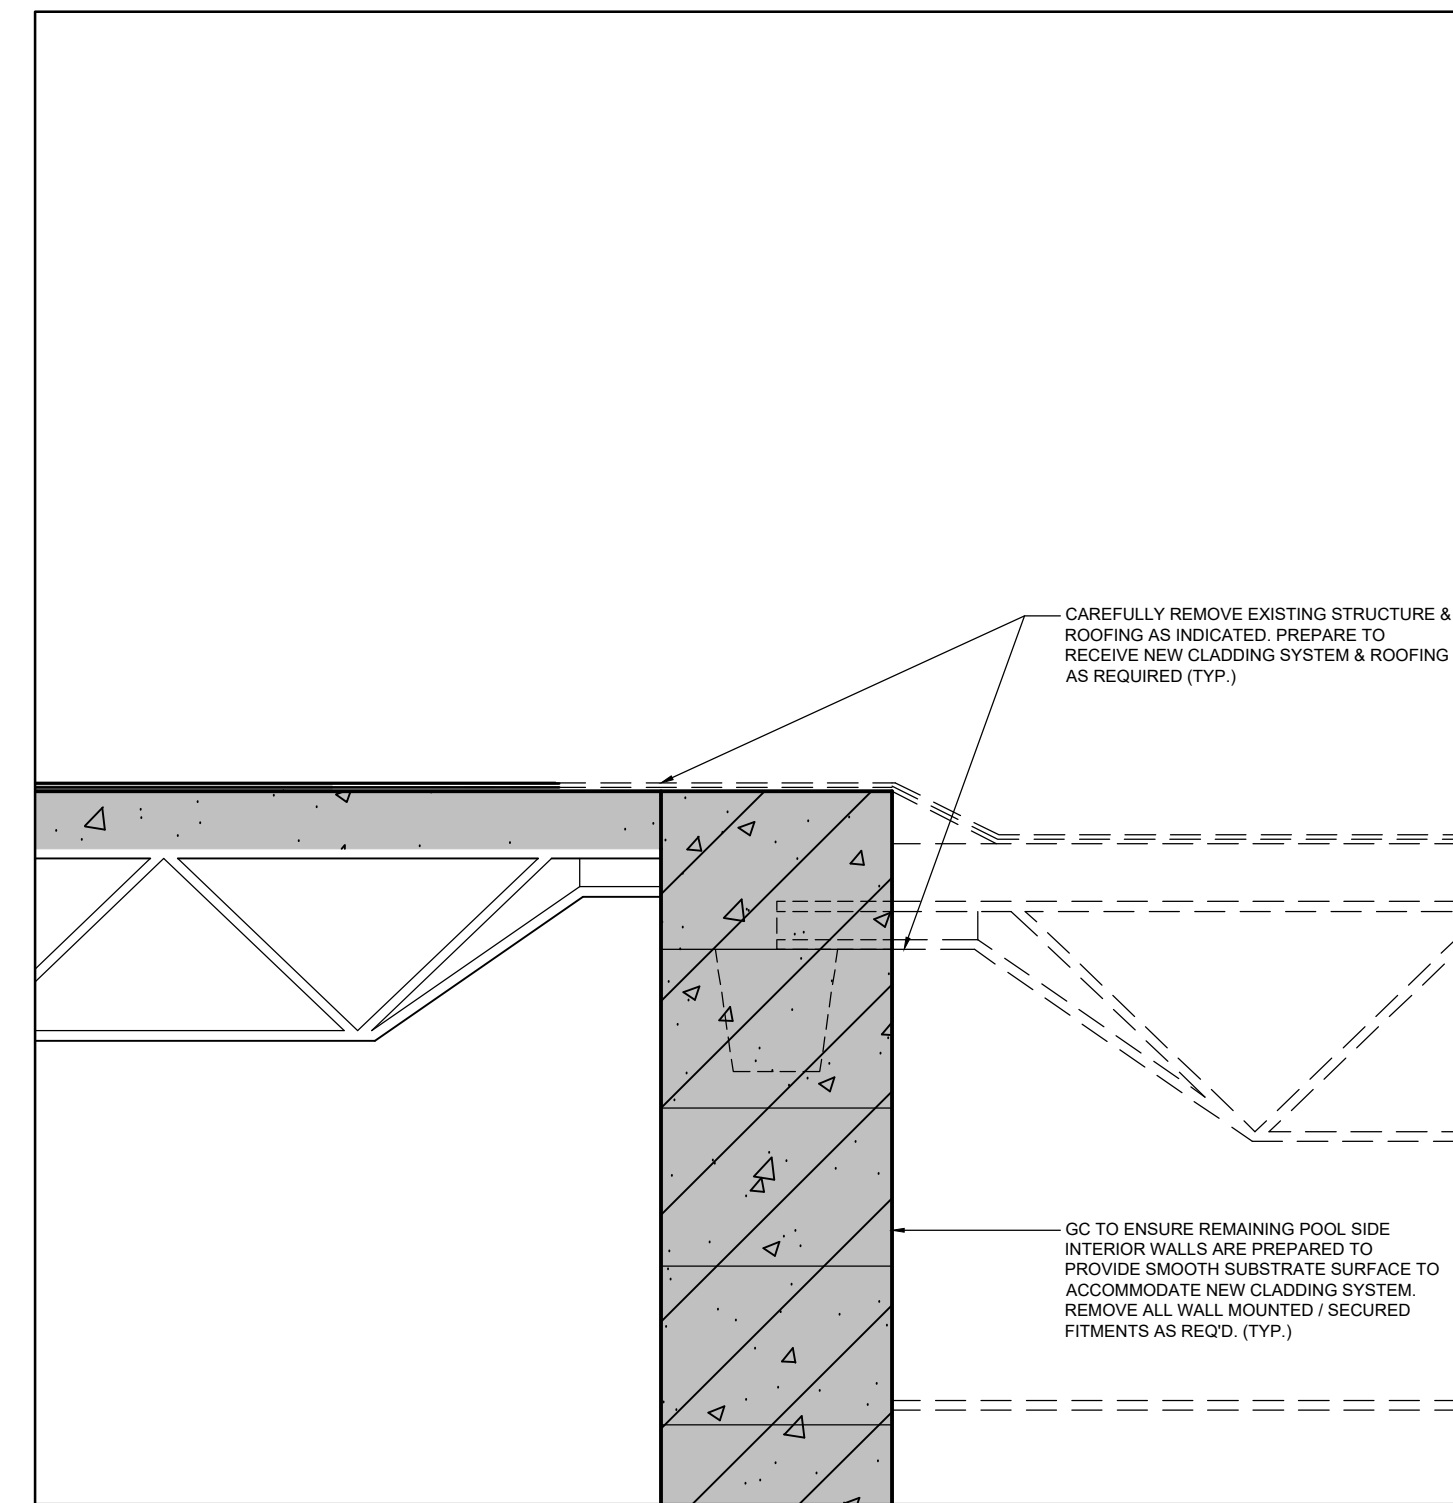 CAREFULLY REMOVE EXISTING STRUCTURE &
ROOFING AS INDICATED. PREPARE TO
RECEIVE NEW CLADDING SYSTEM & ROOFING
AS REQUIRED (TYP.)
GC TO ENSURE REMAINING POOL SIDE
INTERIOR WALLS ARE PREPARED TO
PROVIDE SMOOTH SUBSTRATE SURFACE TO
ACCOMMODATE NEW CLADDING SYSTEM.
REMOVE ALL WALL MOUNTED / SECURED
FITMENTS AS REQ'D. (TYP.)